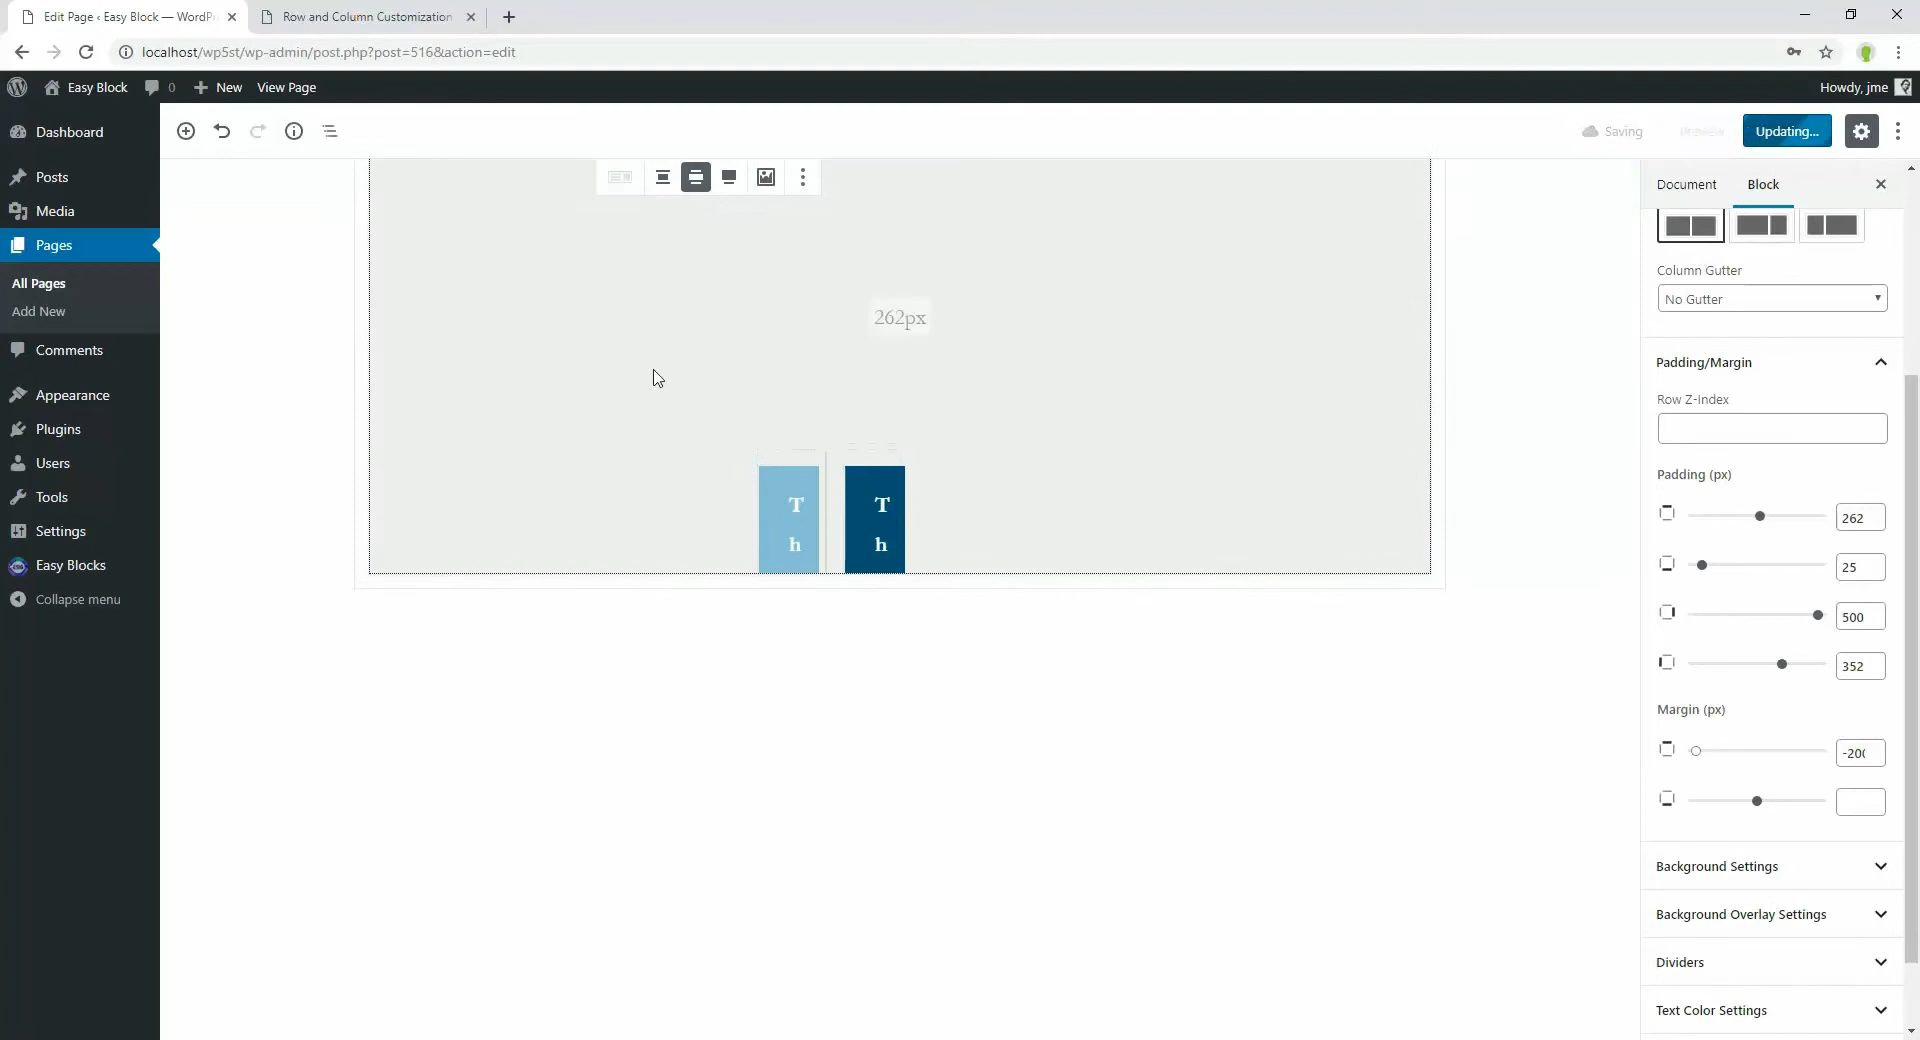 Edit Page ‹ Easy Block — WordPr
Row and Column Customization
localhost/wp5st/wp-admin/post.php?post=516&action=edit
Easy Block
0
New
View Page
Howdy, jme
Dashboard
Posts
Media
Pages
All Pages
Add New
Comments
Appearance
Plugins
Users
Tools
Settings
Easy Blocks
Collapse menu
Saving
Preview
Updating...
262px
T
h
T
h
Document
Block
Column Gutter
No Gutter
Padding/Margin
Row Z-Index
Padding (px)
262
25
500
352
Margin (px)
-200
Background Settings
Background Overlay Settings
Dividers
Text Color Settings